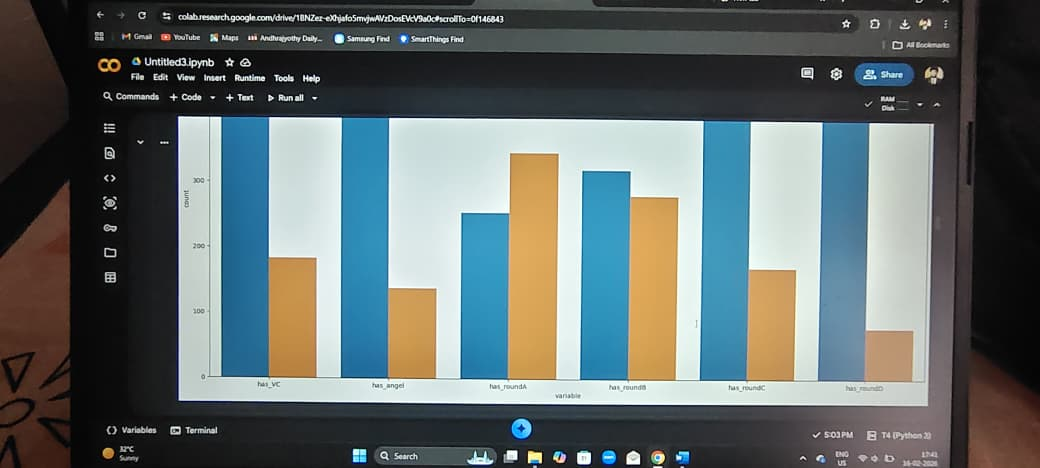 colab.research.google.com/drive/1BNZez-eXhjafo5mvjwAVzDosEVcV9a0c#scrollTo=0f146843
Gmail YouTube Maps Andhrajyothy Daily... Samsung Find SmartThings Find
All Bookmarks
Untitled3.ipynb
File Edit View Insert Runtime Tools Help
Share
Commands + Code + Text Run all
RAM
Disk
300
count
200
100
0
has_VC has_angel has_roundA has_roundB has_roundC has_roundD
variable
Variables Terminal
5:03 PM T4 (Python 3)
32°C
Sunny
Search
ENG
US
17:41
16-02-2026